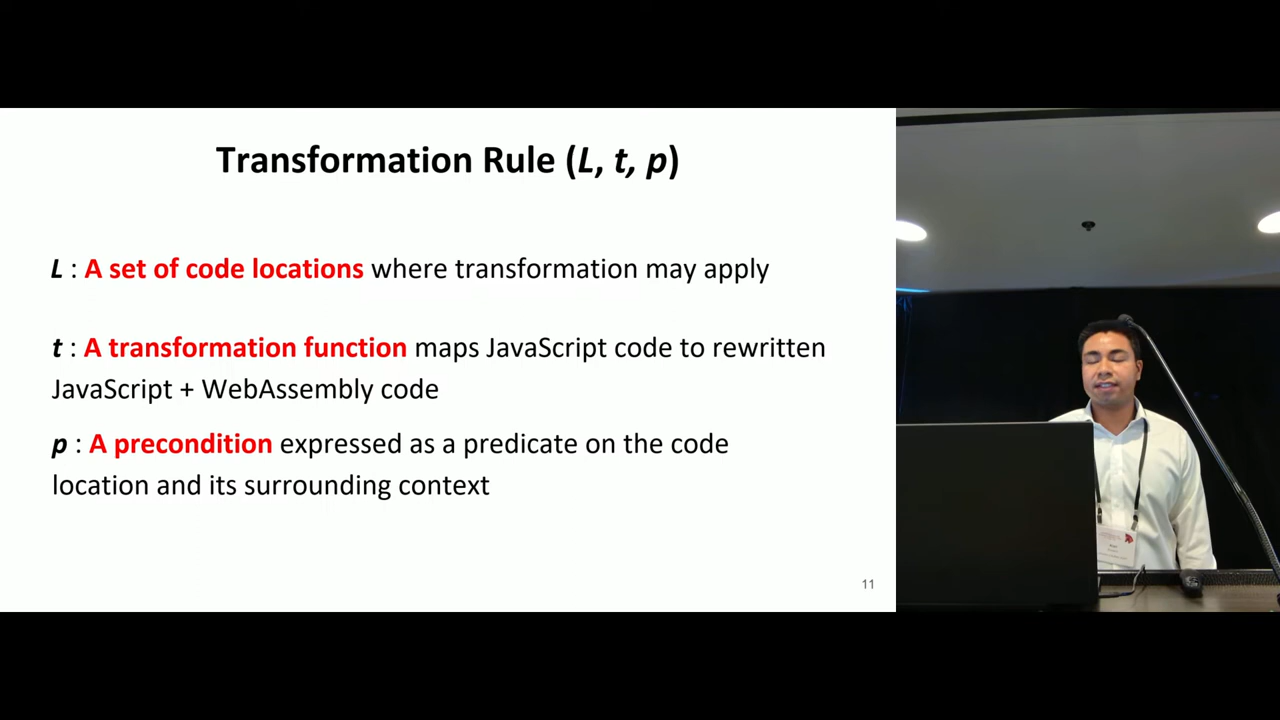 Transformation Rule (L, t, p)
L : A set of code locations where transformation may apply
t : A transformation function maps JavaScript code to rewritten
JavaScript + WebAssembly code
p : A precondition expressed as a predicate on the code
location and its surrounding context
11